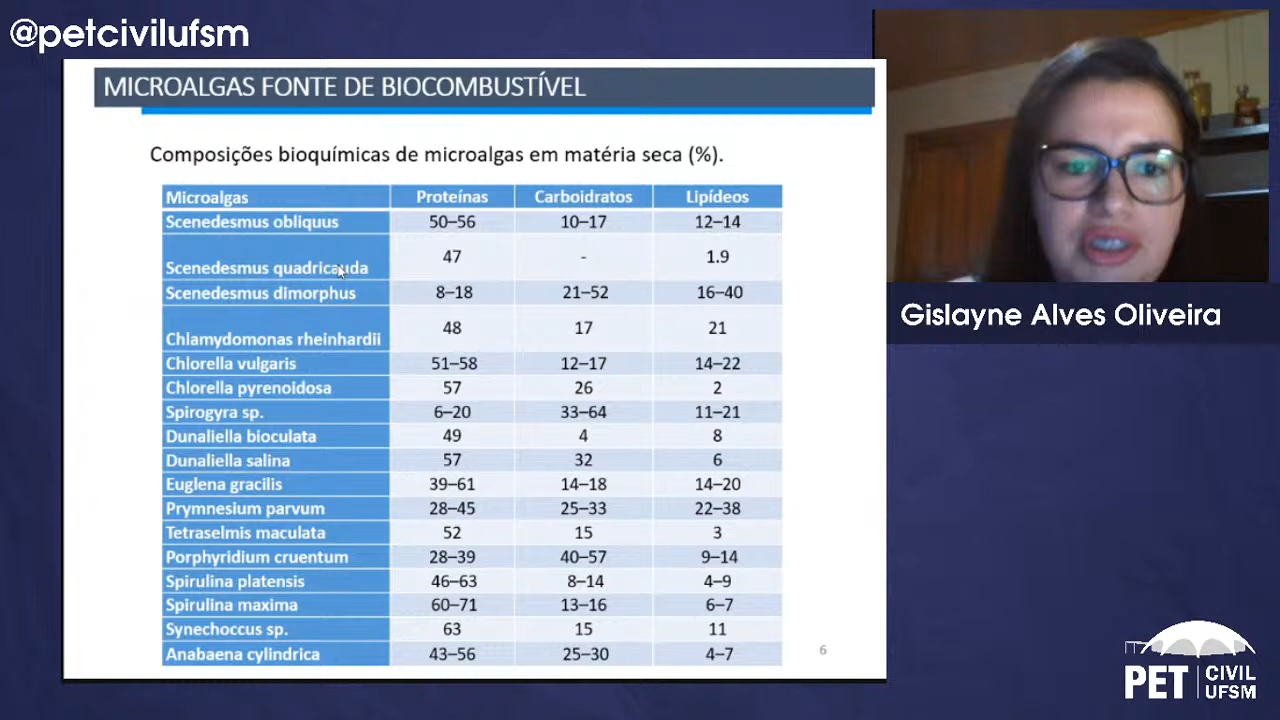 @petcivilufsm
MICROALGAS FONTE DE BIOCOMBUSTÍVEL
Composições bioquímicas de microalgas em matéria seca (%).
Microalgas Proteínas Carboidratos Lipídeos
Scenedesmus obliquus 50–56 10–17 12–14
Scenedesmus quadricauda 47 - 1.9
Scenedesmus dimorphus 8–18 21–52 16–40
Chlamydomonas rheinhardii 48 17 21
Chlorella vulgaris 51–58 12–17 14–22
Chlorella pyrenoidosa 57 26 2
Spirogyra sp. 6–20 33–64 11–21
Dunaliella bioculata 49 4 8
Dunaliella salina 57 32 6
Euglena gracilis 39–61 14–18 14–20
Prymnesium parvum 28–45 25–33 22–38
Tetraselmis maculata 52 15 3
Porphyridium cruentum 28–39 40–57 9–14
Spirulina platensis 46–63 8–14 4–9
Spirulina maxima 60–71 13–16 6–7
Synechoccus sp. 63 15 11
Anabaena cylindrica 43–56 25–30 4–7
6
Gislayne Alves Oliveira
PET CIVIL
UFSM